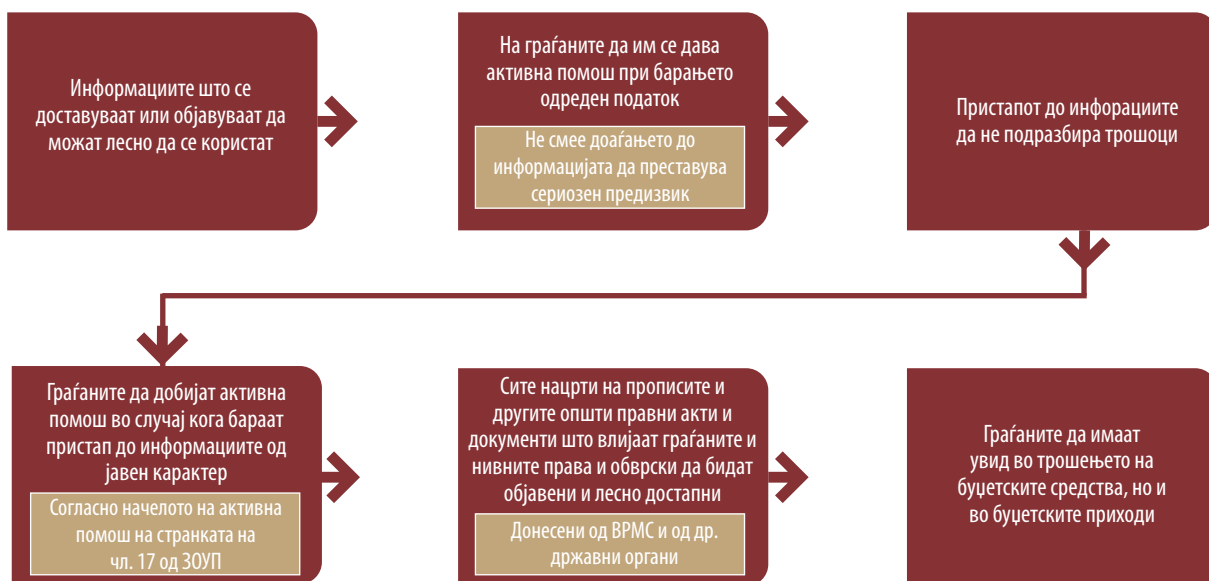 Информациите што се
доставуваат или објавуваат да
можат лесно да се користат
На граѓаните да им се дава
активна помош при барањето
одреден податок
Не смее доаѓањето до
информацијата да преставува
сериозен предизвик
Пристапот до инфорациите
да не подразбира трошоци
Граѓаните да добијат активна
помош во случај кога бараат
пристап до информациите од
јавен карактер
Согласно начелото на активна
помош на странката на
чл. 17 од ЗОУП
Сите нацрти на прописите и
другите општи правни акти и
документи што влијаат граѓаните и
нивните права и обврски да бидат
објавени и лесно достапни
Донесени од ВРМС и од др.
државни органи
Граѓаните да имаат
увид во трошењето на
буџетските средства, но и
во буџетските приходи